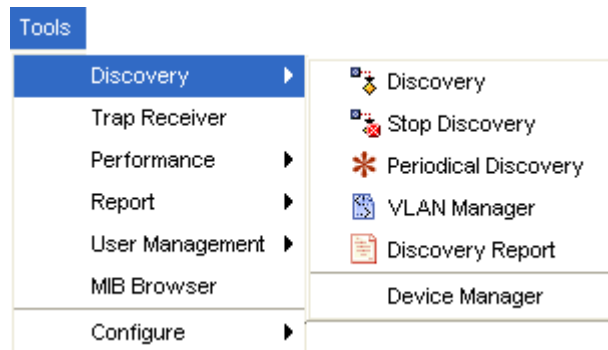 Tools
Discovery
Trap Receiver
Performance
Report
User Management
MIB Browser
Configure
Discovery
Stop Discovery
Periodical Discovery
VLAN Manager
Discovery Report
Device Manager